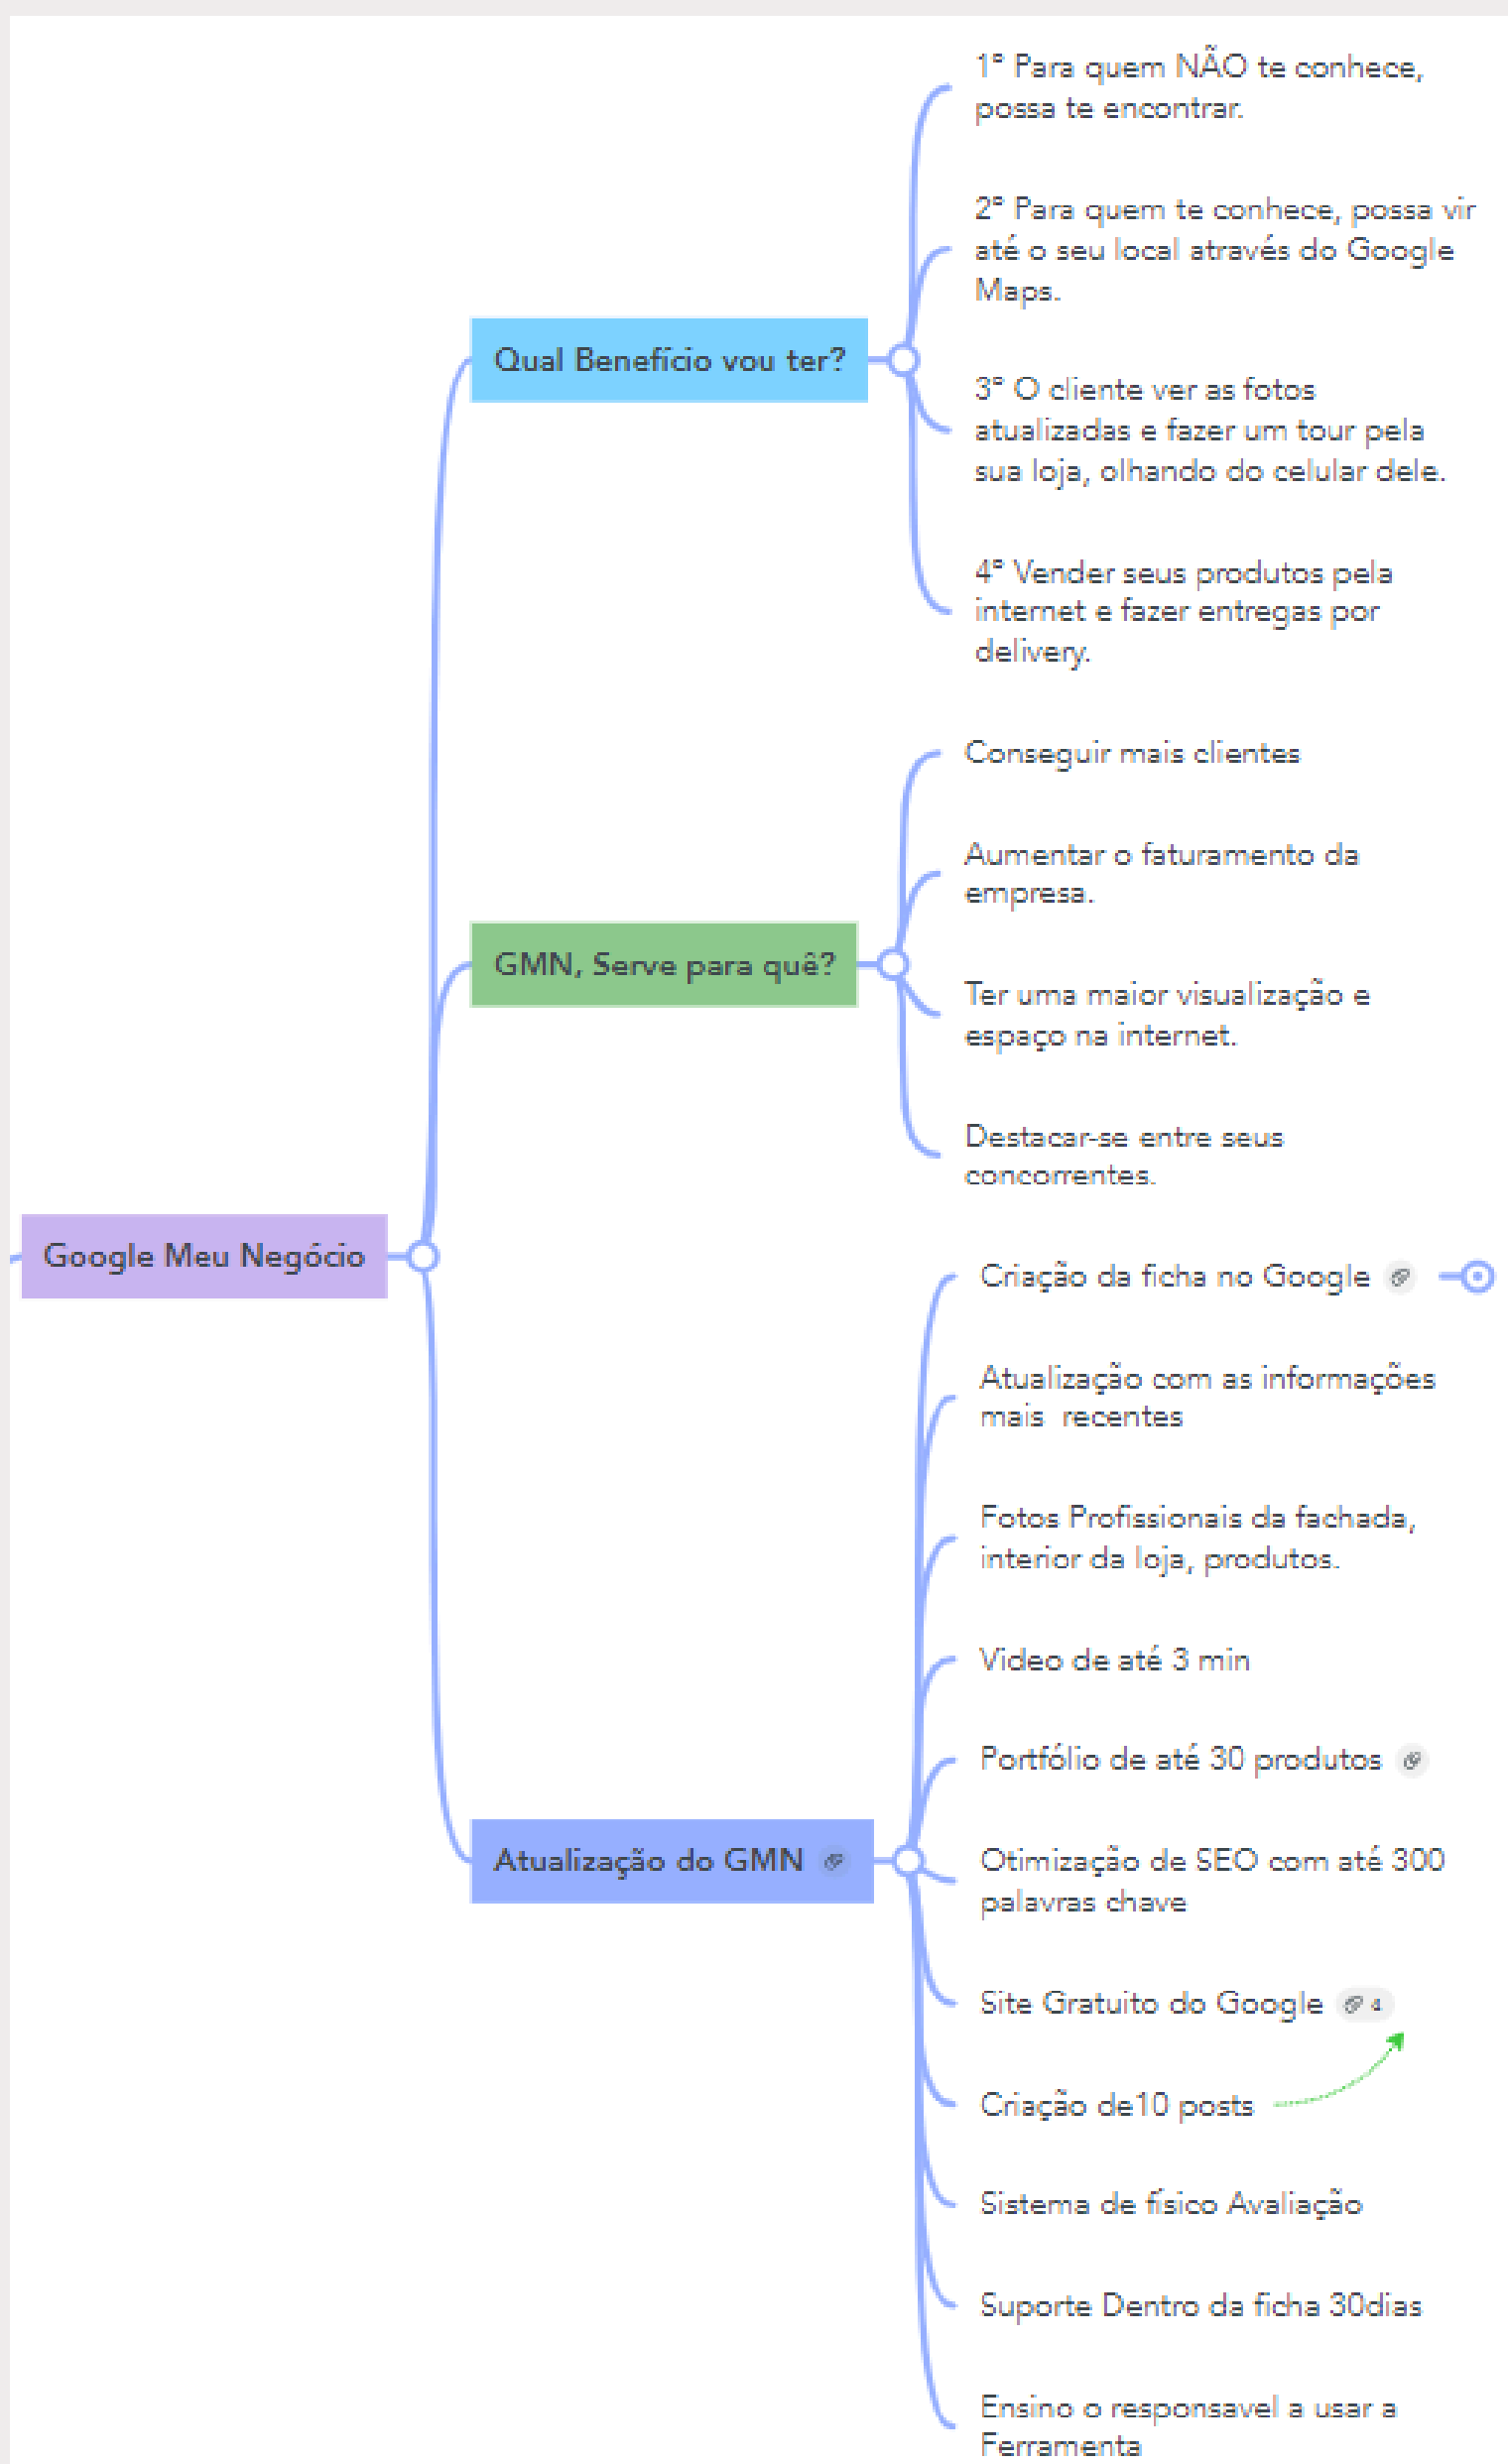 1° Para quem NÃO te conhece,
possa te encontrar.
2° Para quem te conhece, possa vir
até o seu local através do Google
Maps.
Qual Benefício vou ter?
3° O cliente ver as fotos
atualizadas e fazer um tour pela
sua loja, olhando do celular dele.
4° Vender seus produtos pela
internet e fazer entregas por
delivery.
Conseguir mais clientes
Aumentar o faturamento da
empresa.
GMN, Serve para quê?
Ter uma maior visualização e
espaço na internet.
Destacar-se entre seus
concorrentes.
Google Meu Negócio
Criação da ficha no Google
Atualização com as informações
mais  recentes
Fotos Profissionais da fachada,
interior da loja, produtos.
Video de até 3 min
Portfólio de até 30 produtos
Atualização do GMN
Otimização de SEO com até 300
palavras chave
Site Gratuito do Google 4
Criação de10 posts
Sistema de físico Avaliação
Suporte Dentro da ficha 30dias
Ensino o responsavel a usar a
Ferramenta